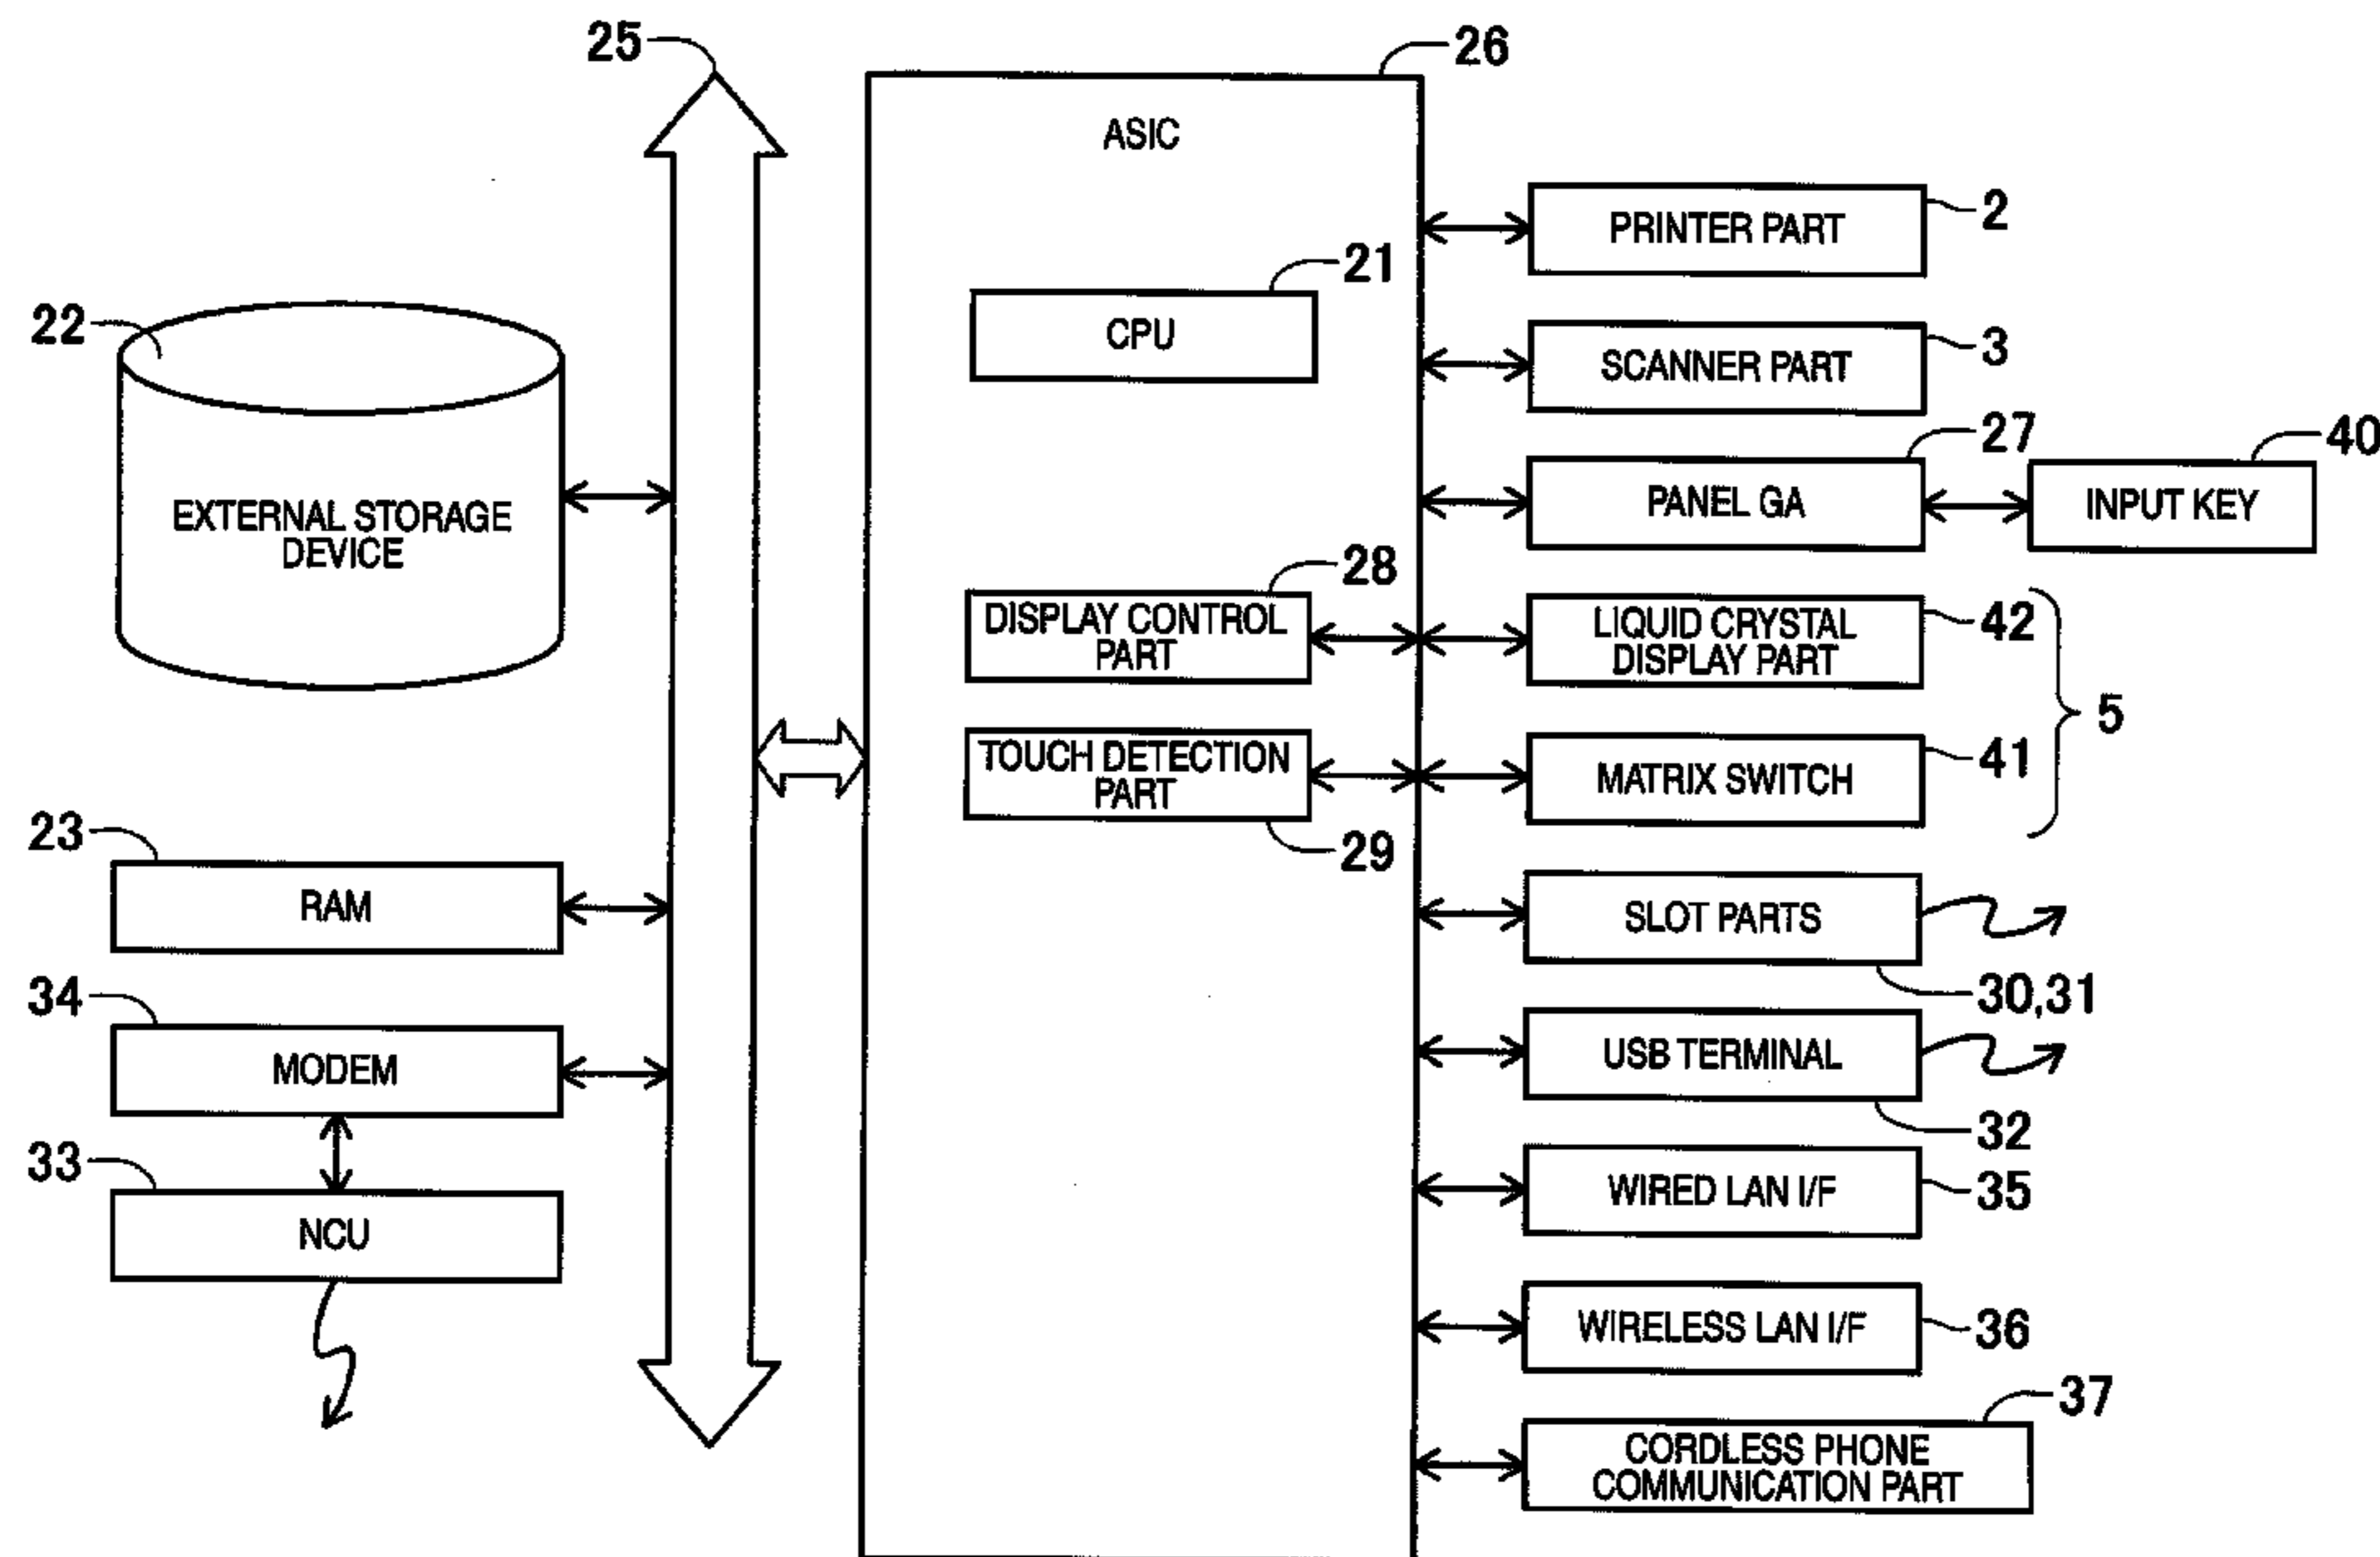 25
26
ASIC
PRINTER PART
2
21
CPU
22
SCANNER PART
3
EXTERNAL STORAGE
DEVICE
27
PANEL GA
40
INPUT KEY
28
DISPLAY CONTROL
PART
LIQUID CRYSTAL
DISPLAY PART
42
5
TOUCH DETECTION
PART
29
MATRIX SWITCH
41
23
RAM
SLOT PARTS
30,31
34
MODEM
USB TERMINAL
32
33
NCU
WIRED LAN I/F
35
WIRELESS LAN I/F
36
37
CORDLESS PHONE
COMMUNICATION PART